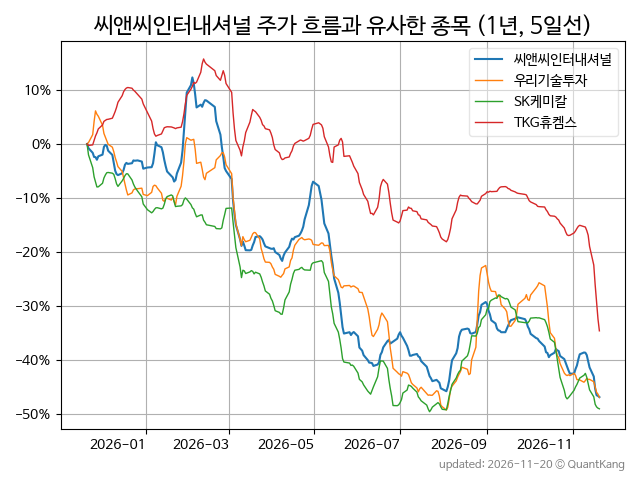 씨앤씨인터내셔널 주가 흐름과 유사한 종목 (1년, 5일선)
씨앤씨인터내셔널
우리기술투자
SK케미칼
TKG휴켐스
10%
0%
−10%
−20%
−30%
−40%
−50%
2026-01 2026-03 2026-05 2026-07 2026-09 2026-11
updated: 2026-11-20 © QuantKang